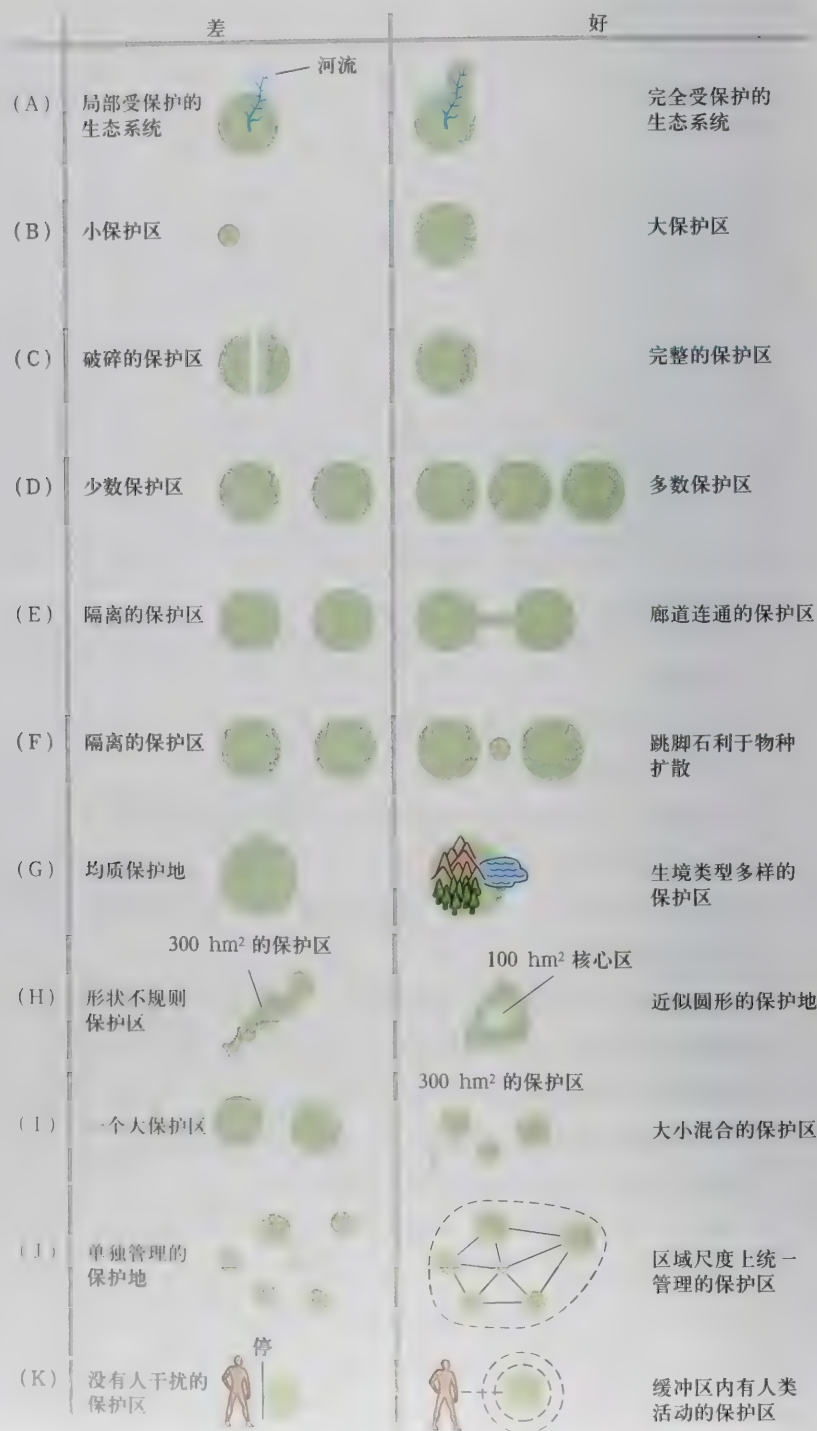 差
好
河流
(A)
局部受保护的
生态系统
完全受保护的
生态系统
(B)
小保护区
大保护区
(C)
破碎的保护区
完整的保护区
(D)
少数保护区
多数保护区
(E)
隔离的保护区
廊道连通的保护区
(F)
隔离的保护区
跳脚石利于物种
扩散
(G)
均质保护地
生境类型多样的
保护区
300 hm² 的保护区
100 hm² 核心区
(H)
形状不规则
保护区
近似圆形的保护地
300 hm² 的保护区
(I)
一个大保护区
大小混合的保护区
(J)
单独管理的
保护地
区域尺度上统一
管理的保护区
停
(K)
没有人干扰的
保护区
缓冲区内有人类
活动的保护区